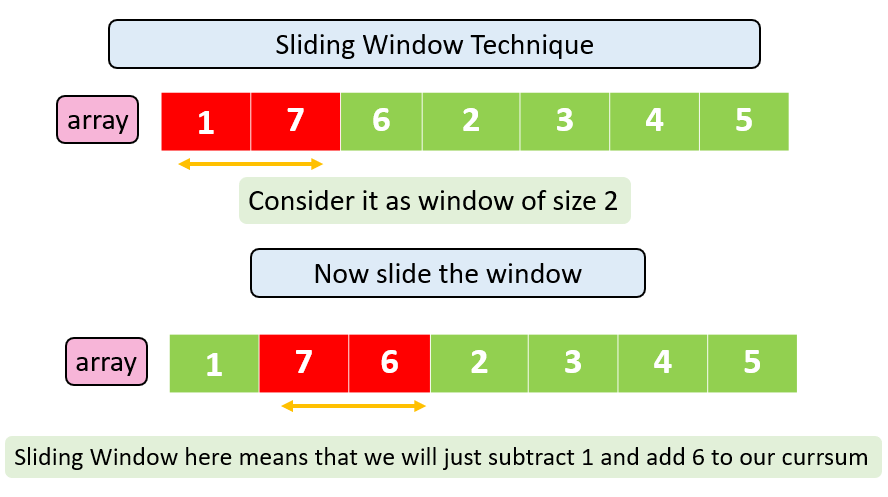 Sliding Window Technique
array 1 7 6 2 3 4 5
Consider it as window of size 2
Now slide the window
array 1 7 6 2 3 4 5
Sliding Window here means that we will just subtract 1 and add 6 to our currsum